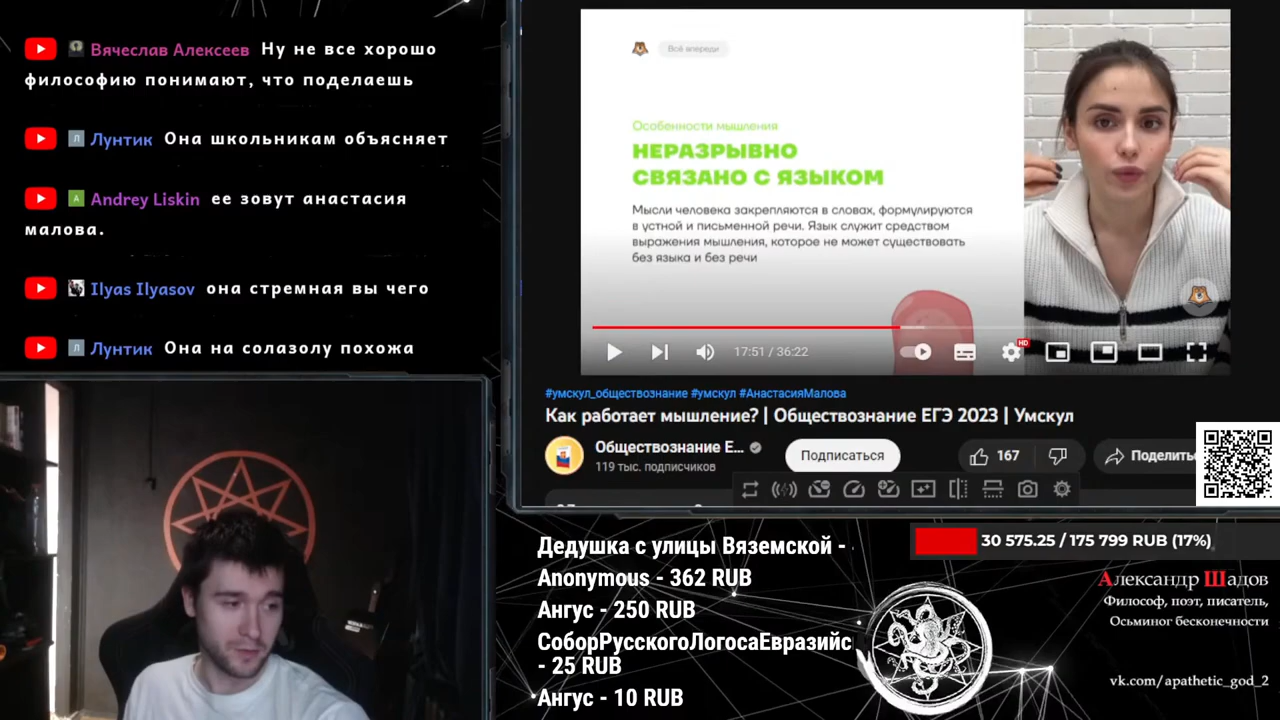 Вячеслав Алексеев Ну не все хорошо
философию понимают, что поделаешь
Лунтик Она школьникам объясняет
Andrey Liskin ее зовут анастасия
малова.
Ilyas Ilyasov она стремная вы чего
Лунтик Она на солазолу похожа
Всё впереди
Особенности мышления
НЕРАЗРЫВНО
СВЯЗАНО С ЯЗЫКОМ
Мысли человека закрепляются в словах, формулируются
в устной и письменной речи. Язык служит средством
выражения мышления, которое не может существовать
без языка и без речи
17:51 / 36:22
HD
#умскул_обществознание #умскул #АнастасияМалова
Как работает мышление? | Обществознание ЕГЭ 2023 | Умскул
Обществознание Е...
119 тыс. подписчиков
Подписаться
167
Поделить
Дедушка с улицы Вяземской -
Anonymous - 362 RUB
Ангус - 250 RUB
СоборРусскогоЛогосаЕвразийс
- 25 RUB
Ангус - 10 RUB
30 575.25 / 175 799 RUB (17%)
Александр Шадов
Философ, поэт, писатель,
Осьминог бесконечности
vk.com/apathetic_god_2